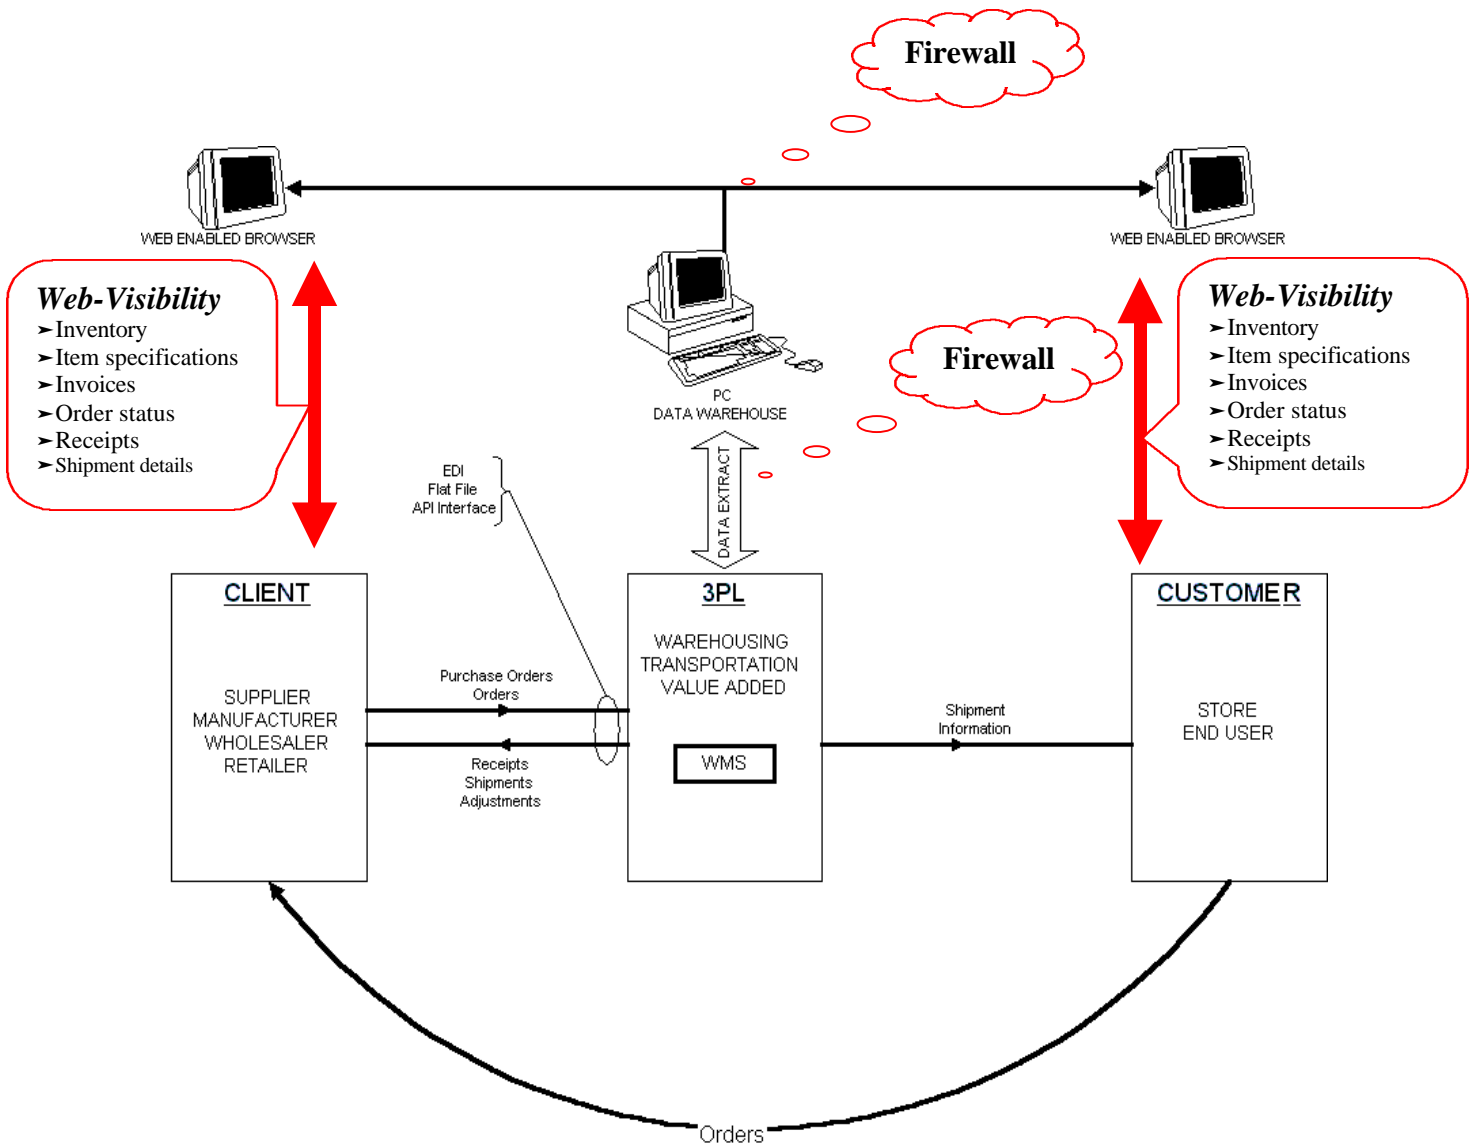 Firewall
WEB ENABLED BROWSER
WEB ENABLED BROWSER
Web-Visibility
➢Inventory
➢Item specifications
➢Invoices
➢Order status
➢Receipts
➢Shipment details
Firewall
PC
DATA WAREHOUSE
Web-Visibility
➢Inventory
➢Item specifications
➢Invoices
➢Order status
➢Receipts
➢Shipment details
EDI
Flat File
API Interface
DATA EXTRACT
CLIENT
SUPPLIER
MANUFACTURER
WHOLESALER
RETAILER
Purchase Orders
Orders
Receipts
Shipments
Adjustments
3PL
WAREHOUSING
TRANSPORTATION
VALUE ADDED
WMS
Shipment
Information
CUSTOMER
STORE
END USER
Orders